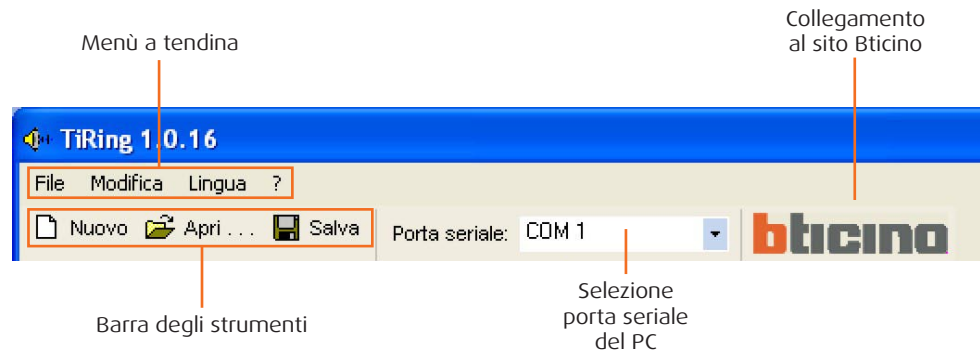 Menù a tendina
Collegamento
al sito Bticino
TiRing 1.0.16
File Modifica Lingua ?
Nuovo Apri . . . Salva Porta seriale: COM 1 bticino
Barra degli strumenti
Selezione
porta seriale
del PC